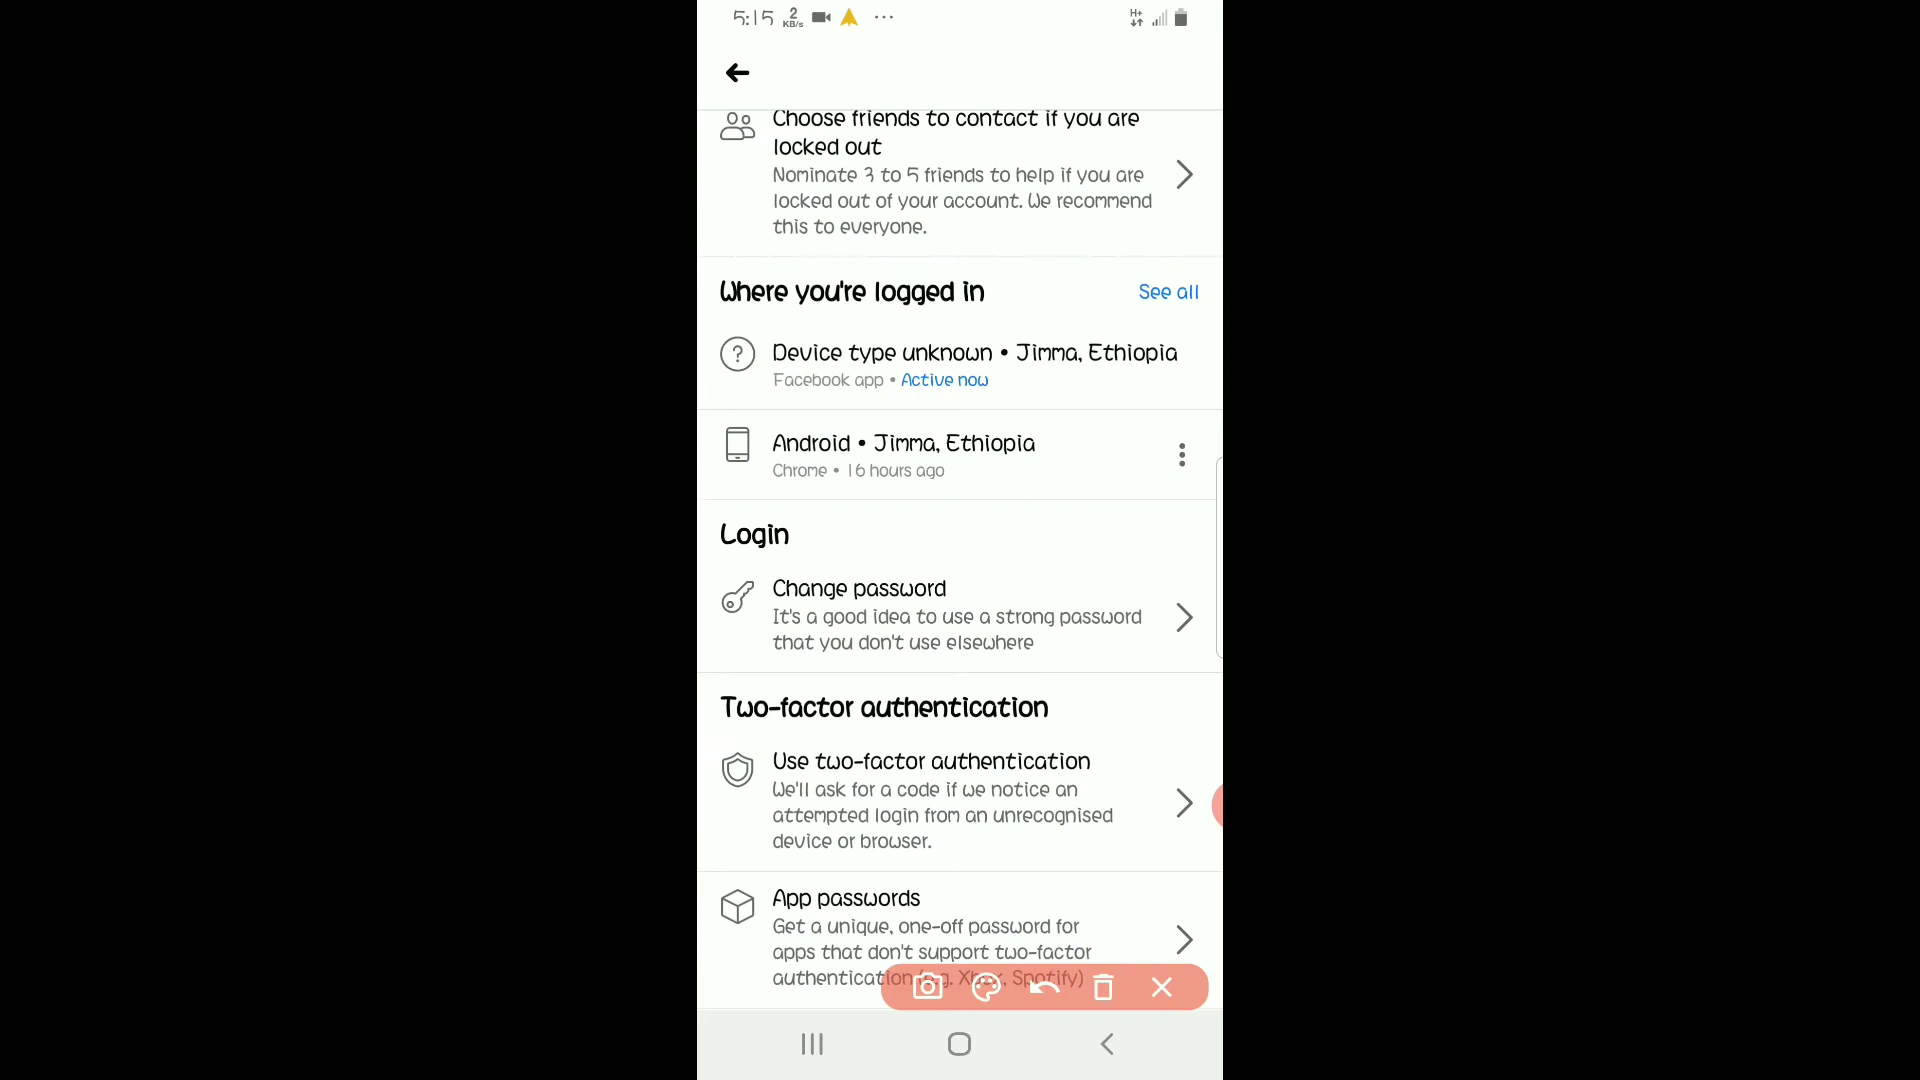 5:15 2 KB/s ... H+
Choose friends to contact if you are
locked out
Nominate 3 to 5 friends to help if you are
locked out of your account. We recommend
this to everyone.
Where you're logged in See all
? Device type unknown • Jimma, Ethiopia
Facebook app • Active now
Android • Jimma, Ethiopia
Chrome • 16 hours ago
Login
Change password
It's a good idea to use a strong password
that you don't use elsewhere
Two-factor authentication
Use two-factor authentication
We'll ask for a code if we notice an
attempted login from an unrecognised
device or browser.
App passwords
Get a unique, one-off password for
apps that don't support two-factor
authentication (e.g. Xbox, Spotify)